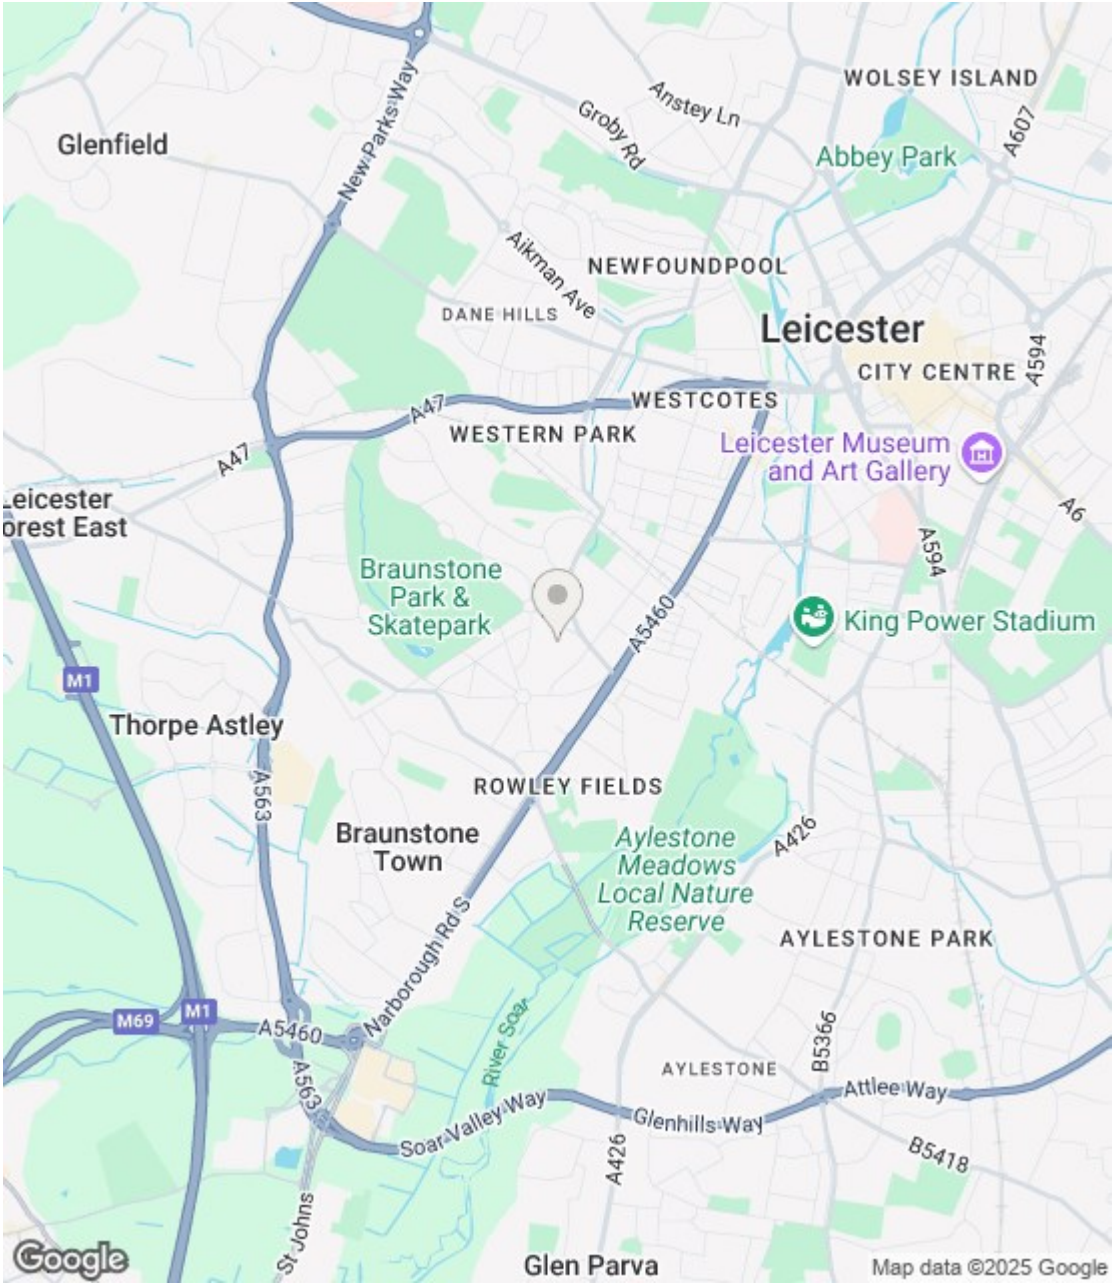 WOLSEY ISLAND
Anstey Ln
Groby Rd
A607
New Parks Way
Glenfield
Abbey Park
Aikman Ave
NEWFOUNDPOOL
DANE HILLS
Leicester
CITY CENTRE
A594
WESTCOTES
A47
WESTERN PARK
A47
Leicester Museum
and Art Gallery
Leicester
orest East
A6
A594
Braunstone
Park &
Skatepark
A5460
King Power Stadium
M1
Thorpe Astley
A563
ROWLEY FIELDS
Braunstone
Town
Aylestone
Meadows
Local Nature
Reserve
A426
Narborough Rd S
AYLESTONE PARK
M69
M1
A5460
River Soar
B5366
AYLESTONE
A563
Attlee Way
Soar Valley Way
Glenhills Way
A426
B5418
St Johns
Glen Parva
Google
Map data ©2025 Google